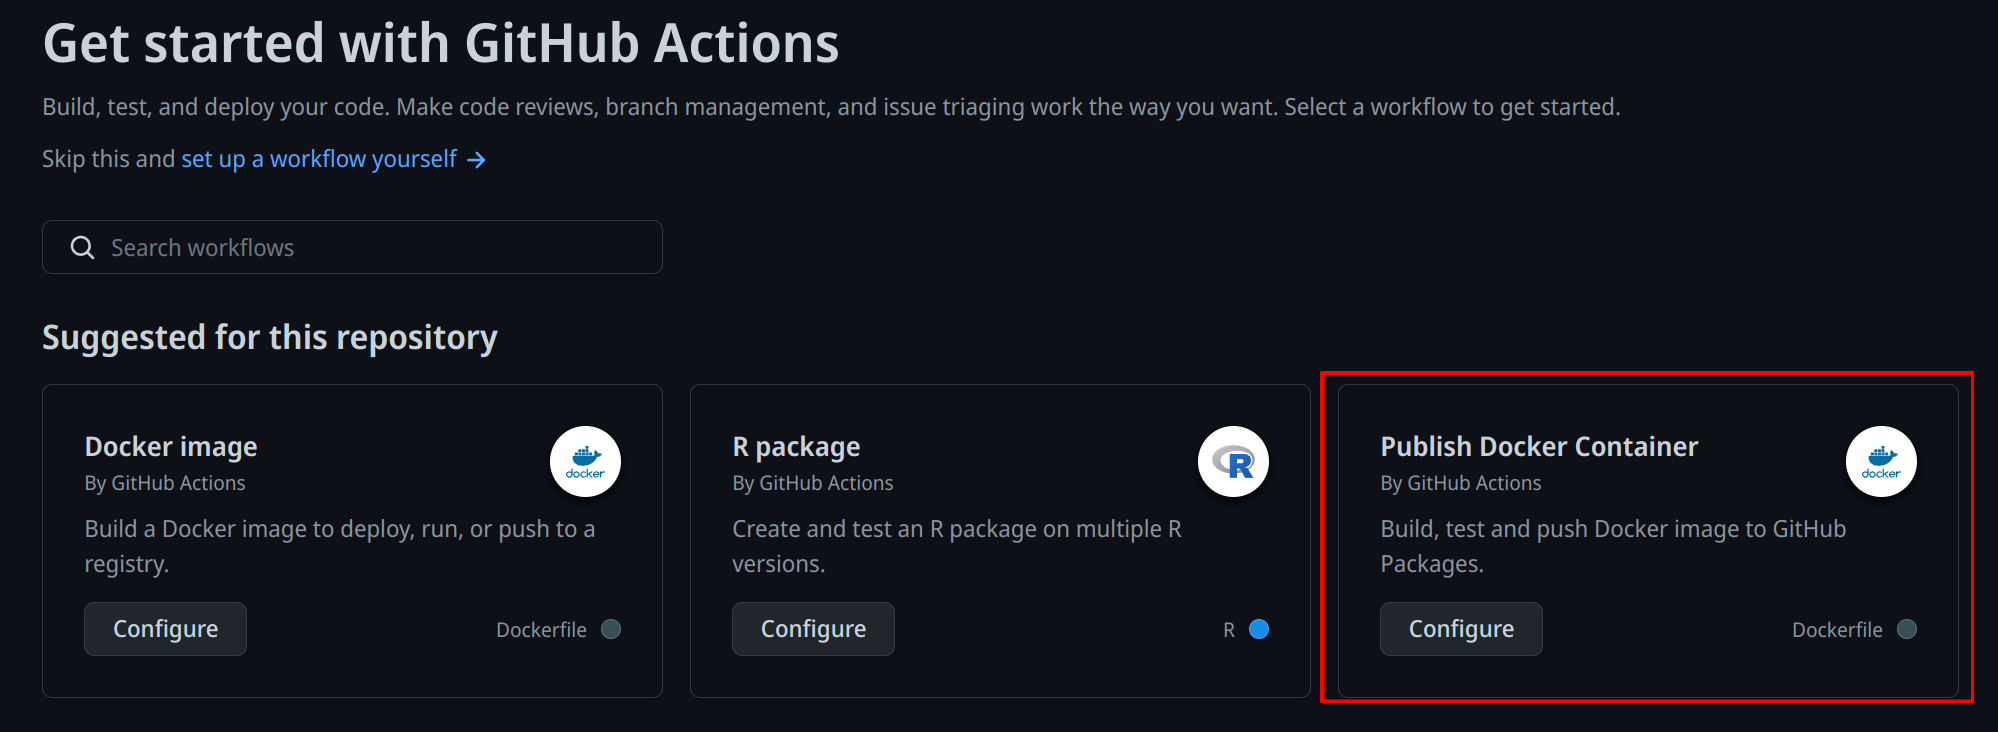 Get started with GitHub Actions
Build, test, and deploy your code. Make code reviews, branch management, and issue triaging work the way you want. Select a workflow to get started.
Skip this and set up a workflow yourself →
Search workflows
Suggested for this repository
Docker image
By GitHub Actions
docker
Build a Docker image to deploy, run, or push to a
registry.
Configure
Dockerfile
R package
By GitHub Actions
R
Create and test an R package on multiple R
versions.
Configure
R
Publish Docker Container
By GitHub Actions
docker
Build, test and push Docker image to GitHub
Packages.
Configure
Dockerfile